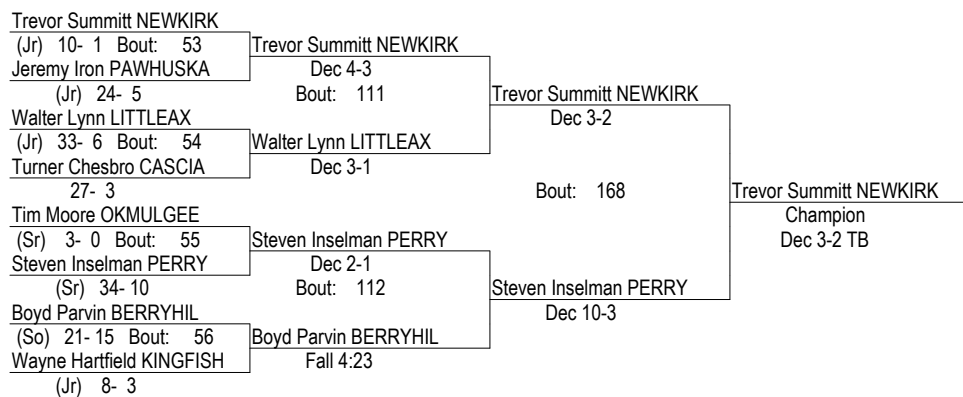 Trevor Summitt NEWKIRK
(Jr) 10- 1 Bout: 53
Jeremy Iron PAWHUSKA
(Jr) 24- 5
Walter Lynn LITTLEAX
(Jr) 33- 6 Bout: 54
Turner Chesbro CASCIA
27- 3
Tim Moore OKMULGEE
(Sr) 3- 0 Bout: 55
Steven Inselman PERRY
(Sr) 34- 10
Boyd Parvin BERRYHIL
(So) 21- 15 Bout: 56
Wayne Hartfield KINGFISH
(Jr) 8- 3
Trevor Summitt NEWKIRK
Dec 4-3
Bout: 111
Walter Lynn LITTLEAX
Dec 3-1
Steven Inselman PERRY
Dec 2-1
Bout: 112
Boyd Parvin BERRYHIL
Fall 4:23
Trevor Summitt NEWKIRK
Dec 3-2
Bout: 168
Steven Inselman PERRY
Dec 10-3
Trevor Summitt NEWKIRK
Champion
Dec 3-2 TB